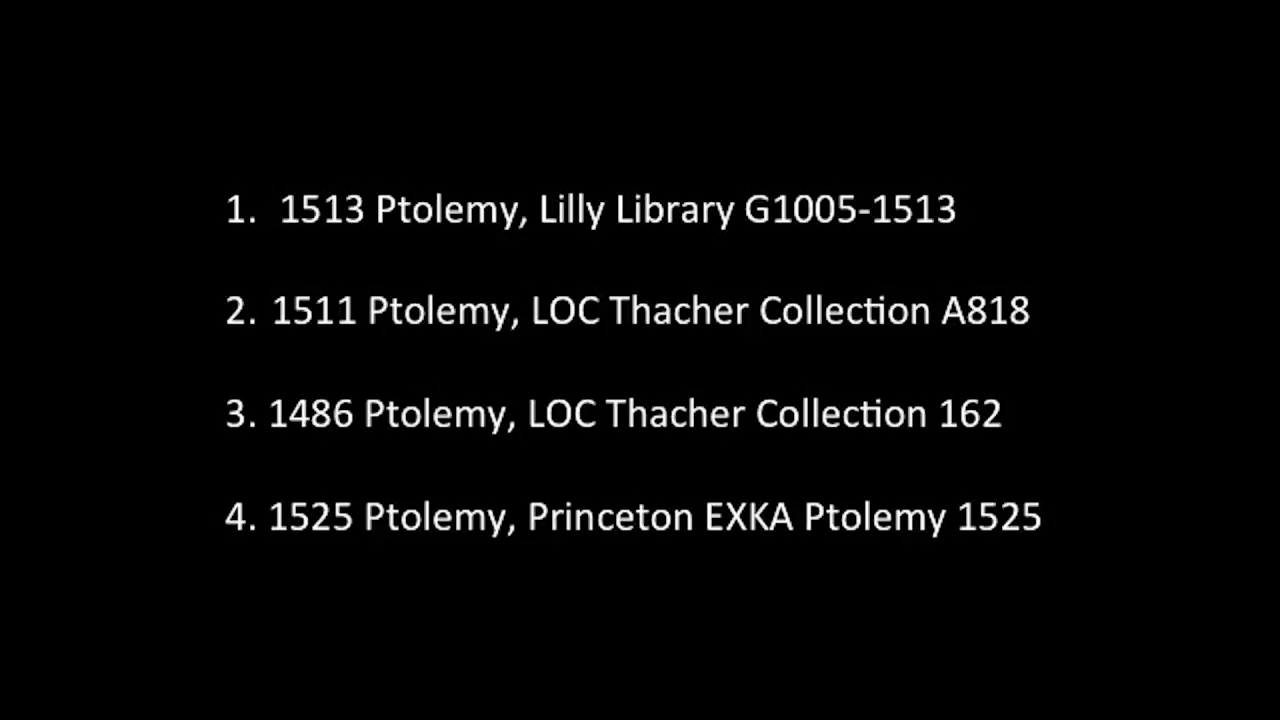 1. 1513 Ptolemy, Lilly Library G1005-1513
2. 1511 Ptolemy, LOC Thacher Collection A818
3. 1486 Ptolemy, LOC Thacher Collection 162
4. 1525 Ptolemy, Princeton EXKA Ptolemy 1525